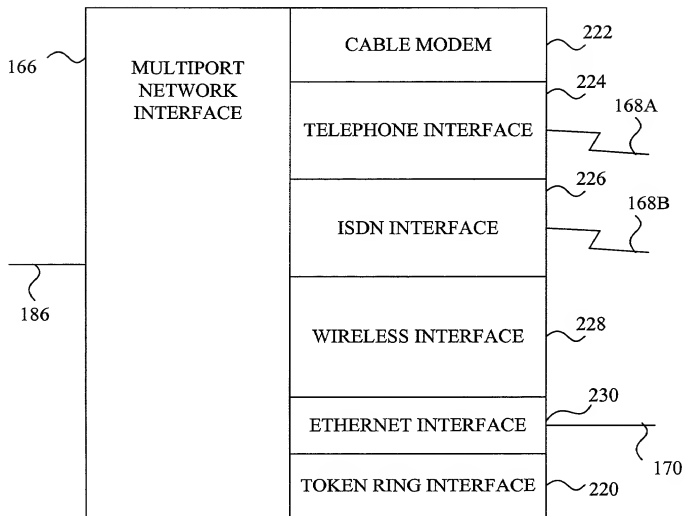 166
MULTIPORT
NETWORK
INTERFACE
186
CABLE MODEM
222
224
TELEPHONE INTERFACE
168A
226
ISDN INTERFACE
168B
WIRELESS INTERFACE
228
230
ETHERNET INTERFACE
170
TOKEN RING INTERFACE
220